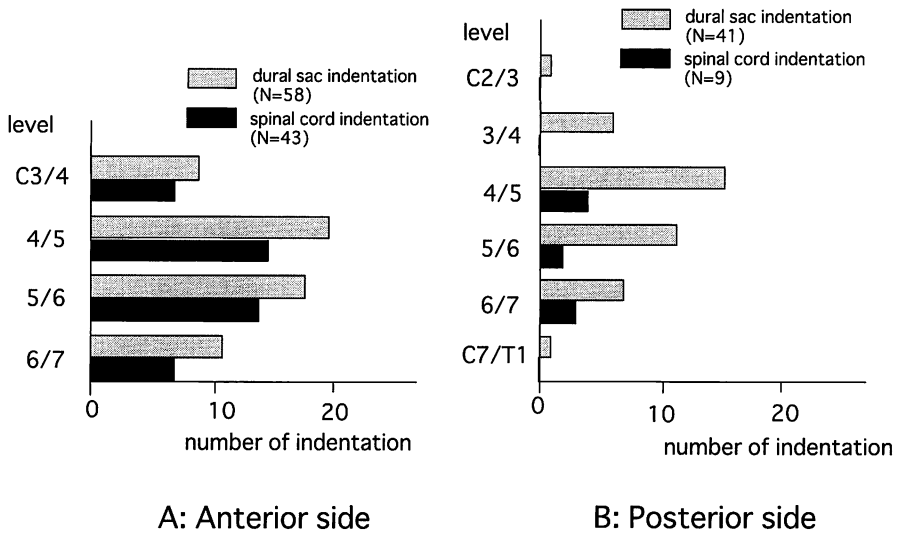 dural sac indentation
(N=58)
spinal cord indentation
(N=43)
level
C3/4
4/5
5/6
6/7
0
10
20
number of indentation
A: Anterior side
level
dural sac indentation
(N=41)
spinal cord indentation
(N=9)
C2/3
3/4
4/5
5/6
6/7
C7/T1
0
10
20
number of indentation
B: Posterior side